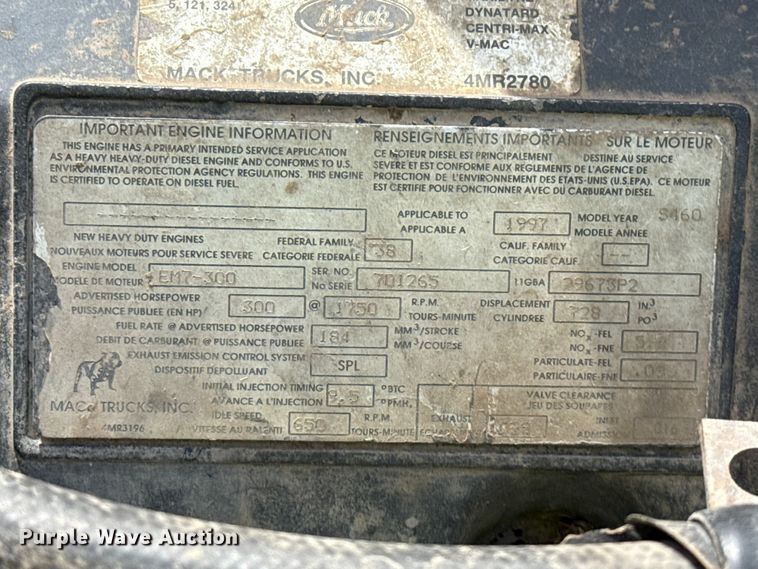 5, 121, 324
Mack
DYNATARD
CENTRI-MAX
V-MAC
MACK TRUCKS, INC.
4MR2780
IMPORTANT ENGINE INFORMATION
THIS ENGINE HAS A PRIMARY INTENDED SERVICE APPLICATION
AS A HEAVY HEAVY-DUTY DIESEL ENGINE AND CONFORMS TO U.S.
ENVIRONMENTAL PROTECTION AGENCY REGULATIONS. THIS ENGINE
IS CERTIFIED TO OPERATE ON DIESEL FUEL.
RENSEIGNEMENTS IMPORTANTS SUR LE MOTEUR
CE MOTEUR DIESEL EST PRINCIPALEMENT DESTINE AU SERVICE
SEVERE ET EST CONFORME AUX REGLEMENTS DE L'AGENCE DE
PROTECTION DE L'ENVIRONNEMENT DES ETATS-UNIS (U.S.EPA). CE MOTEUR
EST CERTIFIE POUR FONCTIONNER AVEC DU CARBURANT DIESEL.
APPLICABLE TO 1997 MODEL YEAR S460
APPLICABLE A MODELE ANNEE
NEW HEAVY DUTY ENGINES FEDERAL FAMILY 38 CALIF. FAMILY --
NOUVEAUX MOTEURS POUR SERVICE SEVERE CATEGORIE FEDERALE CATEGORIE CALIF.
ENGINE MODEL EM7-300 SER. NO. 7D1265 11GBA 29673P2
MODELE DE MOTEUR No SERIE
ADVERTISED HORSEPOWER 300 @ 1750 R.P.M. DISPLACEMENT 728 IN.³
PUISSANCE PUBLIEE (EN HP) TOURS-MINUTE CYLINDREE PO³
FUEL RATE @ ADVERTISED HORSEPOWER 184 MM³/STROKE NOx-FEL
DEBIT DE CARBURANT @ PUISSANCE PUBLIEE MM³/COURSE NOx-FNE
EXHAUST EMISSION CONTROL SYSTEM SPL PARTICULATE-FEL
DISPOSITIF DEPOLLUANT PARTICULAIRE-FNE
INITIAL INJECTION TIMING 9.5 °BTC VALVE CLEARANCE
AVANCE A L'INJECTION °PMH JEU DES SOUPAPES
MACK TRUCKS, INC.
IDLE SPEED 650 R.P.M. EXHAUST INLET
4MR3196 VITESSE AU RALENTI TOURS-MINUTE
Purple Wave Auction